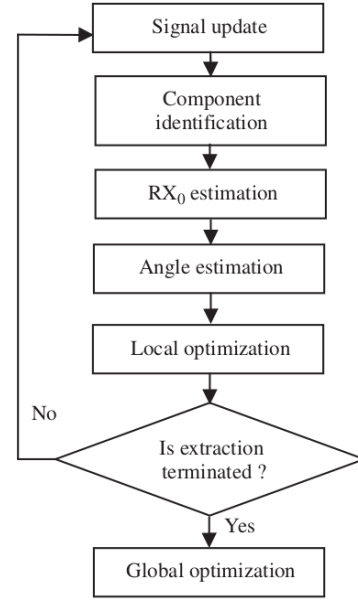 Signal update
Component
identification
RX₀ estimation
Angle estimation
Local optimization
No
Is extraction
terminated ?
Yes
Global optimization